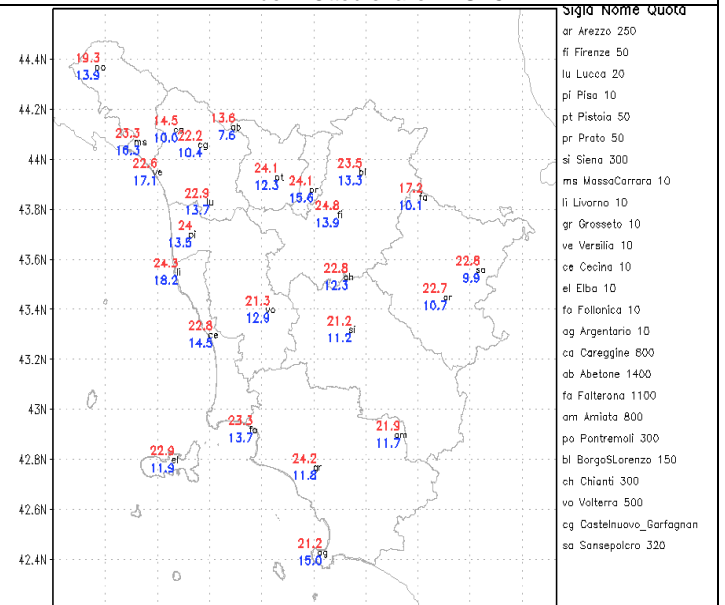 Sigla Nome Quota
ar Arezzo 250
fi Firenze 50
lu Lucca 20
pi Pisa 10
pt Pistoia 50
pr Prato 50
si Siena 300
ms MassaCarrara 10
li Livorno 10
gr Grosseto 10
ve Versilia 10
ce Cecina 10
el Elba 10
fo Follonica 10
ag Argentario 10
ca Careggine 800
ab Abetone 1400
fa Falterona 1100
am Amiata 800
po Pontremoli 300
bl BorgoSLorenzo 150
ch Chianti 300
vo Volterra 500
cg Castelnuovo_Garfagnan
sa Sansepolcro 320
44.4N
44.2N
44N
43.8N
43.6N
43.4N
43.2N
43N
42.8N
42.6N
42.4N
19.3
po
13.9
14.5
10.0
13.6
ab
7.6
23.3
ms
16.3
22.2
cg
10.4
22.6
ve
17.1
24.1
pt
12.3
24.1
pr
15.6
23.5
bl
13.3
17.2
fa
10.1
22.9
lu
13.7
24.8
fi
13.9
24
pi
13.5
24.3
li
18.2
22.8
ch
12.3
22.8
sa
9.9
22.7
ar
10.7
21.3
vo
12.9
21.2
si
11.2
22.8
ce
14.5
23.3
fo
13.7
21.9
am
11.7
22.9
el
11.9
24.2
gr
11.8
21.2
ag
15.0